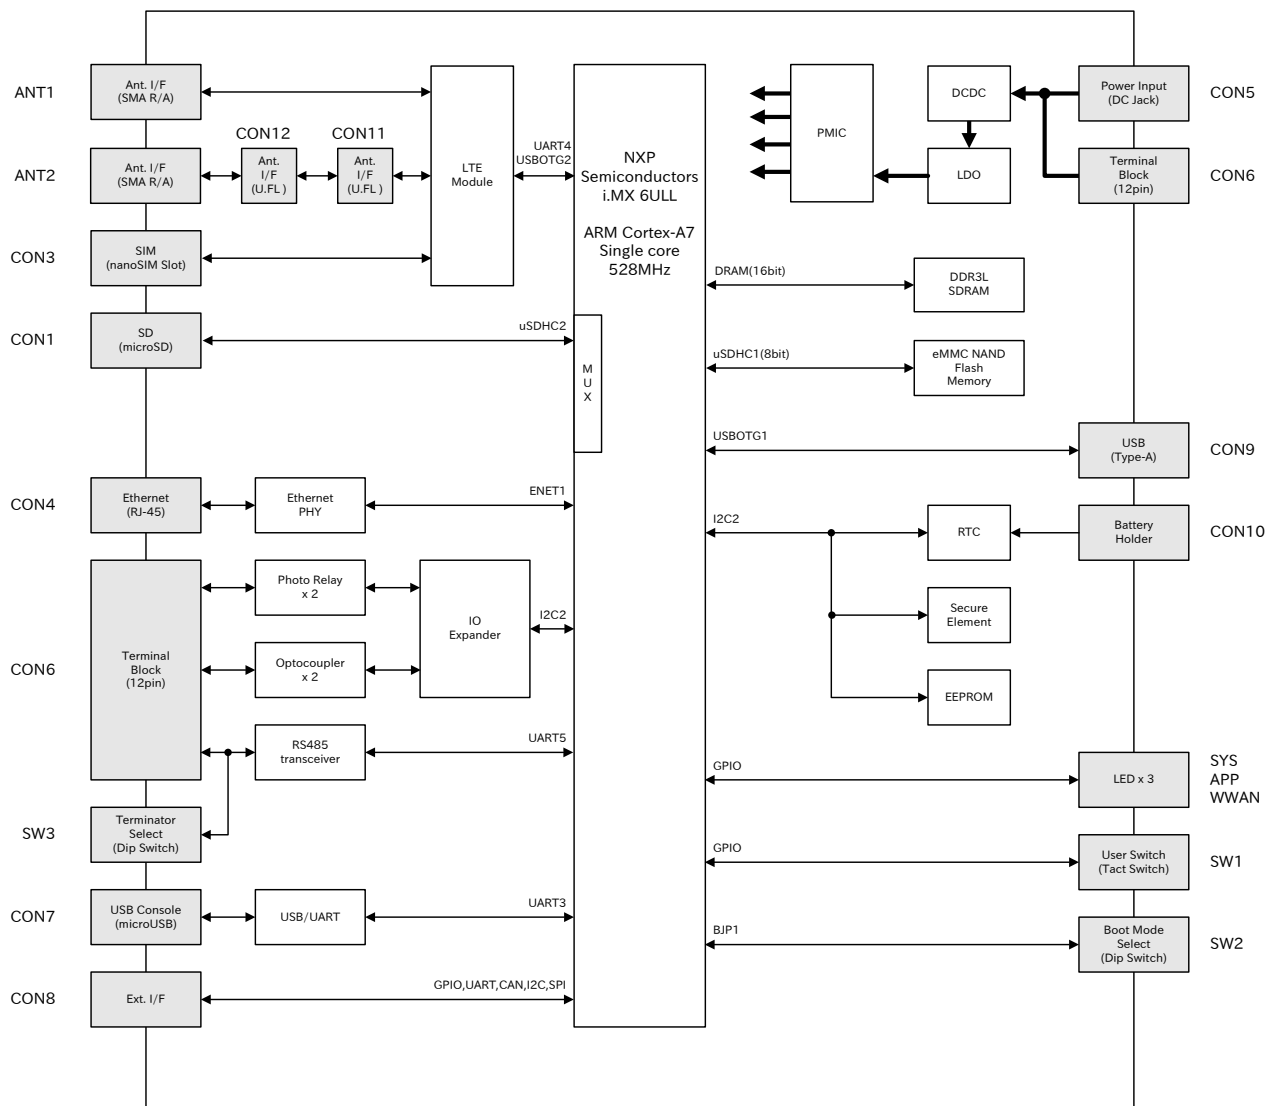 ANT1
Ant. I/F
(SMA R/A)
ANT2
Ant. I/F
(SMA R/A)
CON12
Ant.
I/F
(U.FL )
CON11
Ant.
I/F
(U.FL )
LTE
Module
UART4
USBOTG2
CON3
SIM
(nanoSIM Slot)
CON1
SD
(microSD)
uSDHC2
M
U
X
CON4
Ethernet
(RJ-45)
Ethernet
PHY
ENET1
CON6
Terminal
Block
(12pin)
Photo Relay
x 2
Optocoupler
x 2
IO
Expander
I2C2
RS485
transceiver
UART5
SW3
Terminator
Select
(Dip Switch)
CON7
USB Console
(microUSB)
USB/UART
UART3
CON8
Ext. I/F
GPIO,UART,CAN,I2C,SPI
NXP
Semiconductors
i.MX 6ULL
ARM Cortex-A7
Single core
528MHz
PMIC
DCDC
LDO
Power Input
(DC Jack)
CON5
Terminal
Block
(12pin)
CON6
DRAM(16bit)
DDR3L
SDRAM
uSDHC1(8bit)
eMMC NAND
Flash
Memory
USBOTG1
USB
(Type-A)
CON9
I2C2
RTC
Battery
Holder
CON10
Secure
Element
EEPROM
GPIO
LED x 3
SYS
APP
WWAN
GPIO
User Switch
(Tact Switch)
SW1
BJP1
Boot Mode
Select
(Dip Switch)
SW2